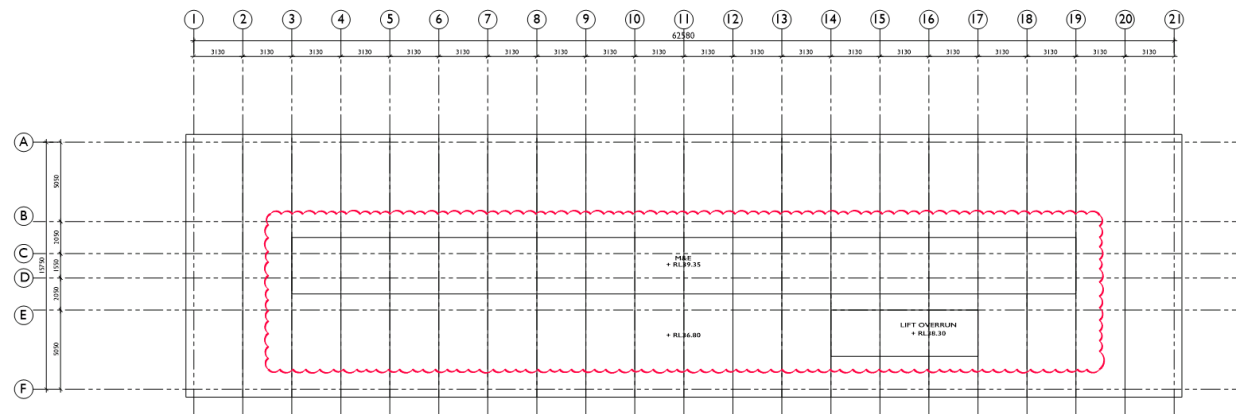 1 2 3 4 5 6 7 8 9 10 11 12 13 14 15 16 17 18 19 20 21
62580
3130 3130 3130 3130 3130 3130 3130 3130 3130 3130 3130 3130 3130 3130 3130 3130 3130 3130 3130 3130
A
5050
B
2050
C
M&E
+ RL39.35
15750
1550
D
2050
E
LIFT OVERRUN
+ RL38.30
+ RL36.80
5050
F